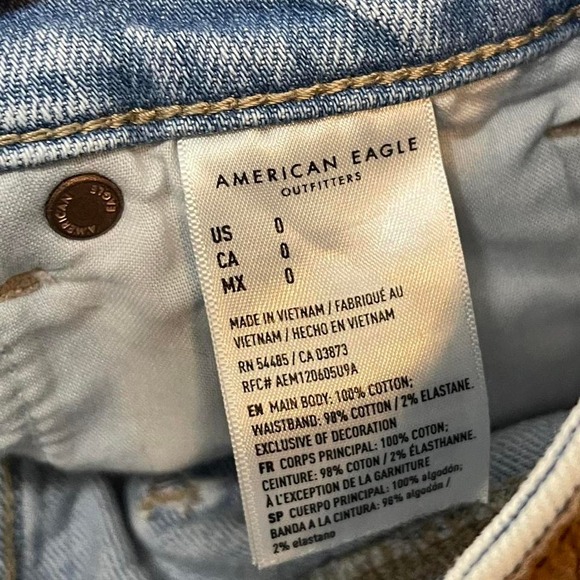 AMERICAN EAGLE
OUTFITTERS
US 0
CA 0
MX 0
MADE IN VIETNAM / FABRIQUÉ AU
VIETNAM / HECHO EN VIETNAM
RN 54485 / CA 03873
RFC# AEM120605U9A
EN MAIN BODY: 100% COTTON;
WAISTBAND: 98% COTTON / 2% ELASTANE.
EXCLUSIVE OF DECORATION
FR CORPS PRINCIPAL: 100% COTON;
CEINTURE: 98% COTON / 2% ÉLASTHANNE.
À L'EXCEPTION DE LA GARNITURE
SP CUERPO PRINCIPAL: 100% algodón;
BANDA A LA CINTURA: 98% algodón /
2% elastano
AMERICAN EAGLE